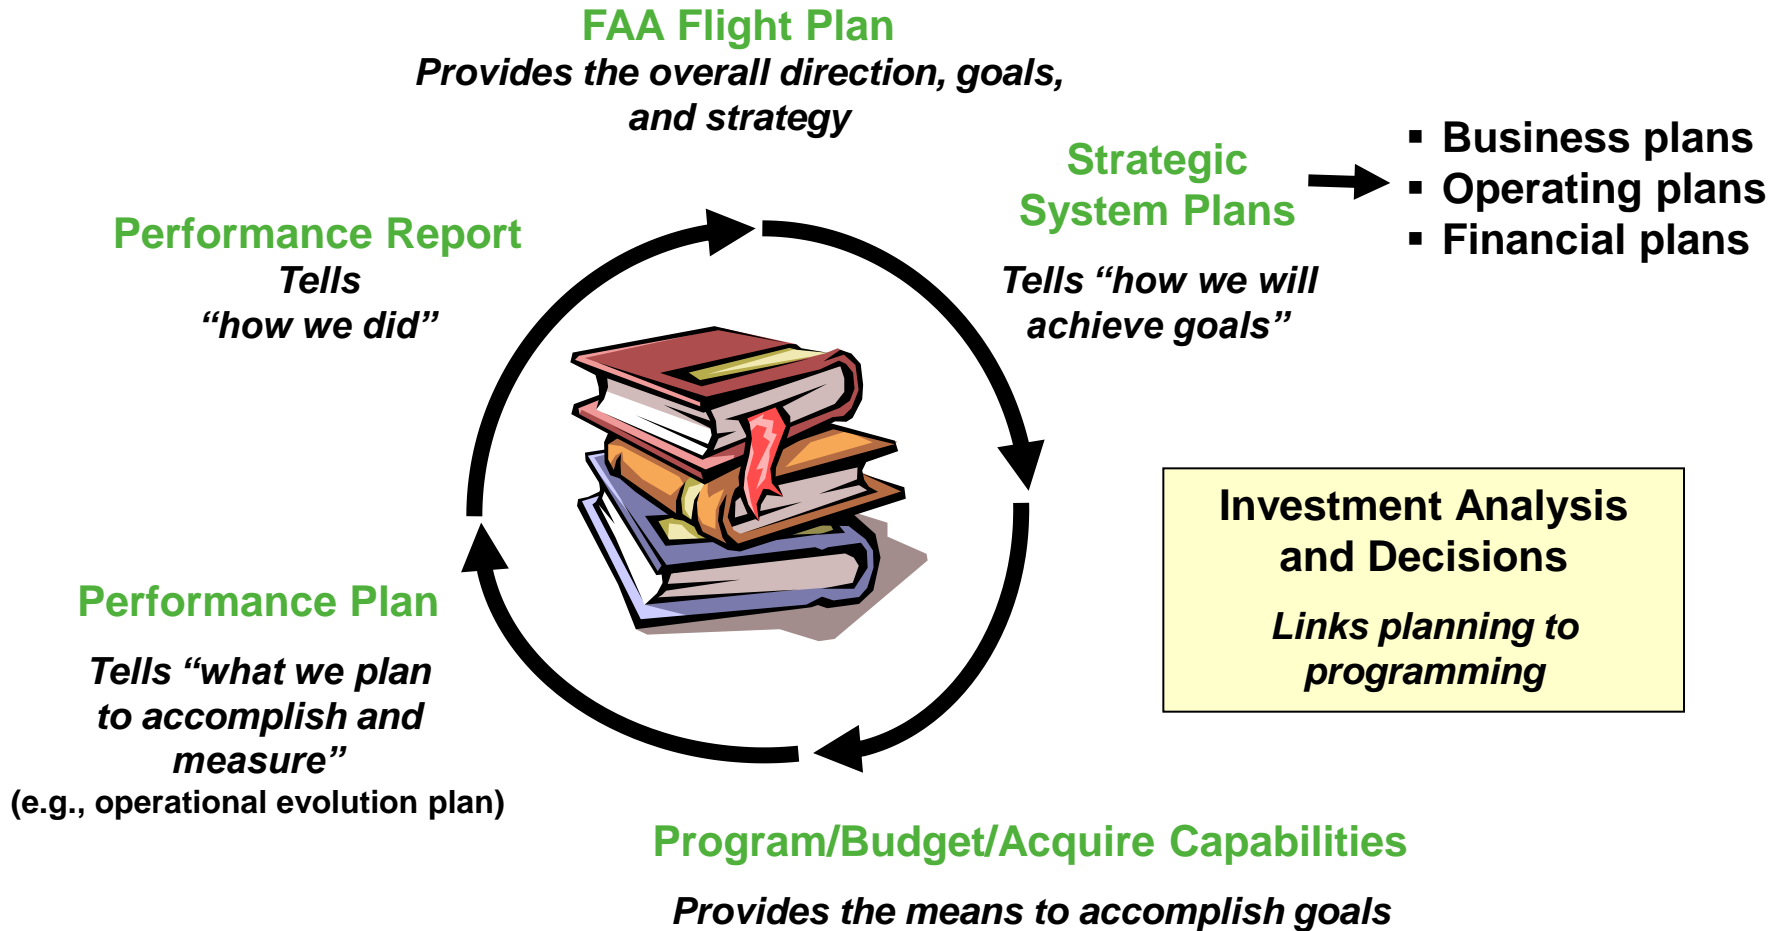 FAA Flight Plan
Provides the overall direction, goals,
and strategy
Strategic
System Plans
Tells “how we will
achieve goals”
▪ Business plans
▪ Operating plans
▪ Financial plans
Performance Report
Tells
“how we did”
Investment Analysis
and Decisions
Links planning to
programming
Performance Plan
Tells “what we plan
to accomplish and
measure”
(e.g., operational evolution plan)
Program/Budget/Acquire Capabilities
Provides the means to accomplish goals